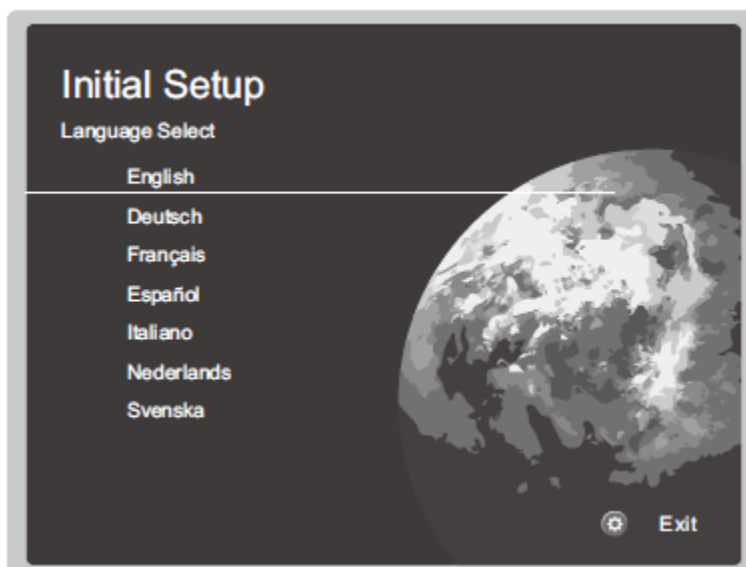 Initial Setup
Language Select
English
Deutsch
Français
Español
Italiano
Nederlands
Svenska
Exit